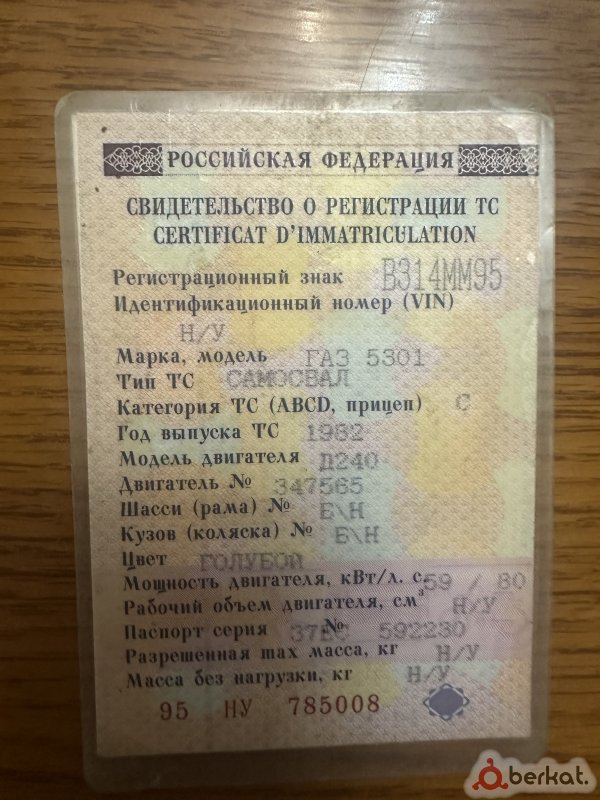 РОССИЙСКАЯ ФЕДЕРАЦИЯ
СВИДЕТЕЛЬСТВО О РЕГИСТРАЦИИ ТС
CERTIFICAT D'IMMATRICULATION
Регистрационный знак В314ММ95
Идентификационный номер (VIN)
Н/У
Марка, модель ГАЗ 5301
Тип ТС САМОСВАЛ
Категория ТС (ABCD, прицеп) C
Год выпуска ТС 1982
Модель двигателя Д240
Двигатель № 347565
Шасси (рама) № Б\Н
Кузов (коляска) № Б\Н
Цвет ГОЛУБОЙ
Мощность двигателя, кВт/л. с. 59 / 80
Рабочий объем двигателя, см³ Н/У
Паспорт серия 37ЕС № 592230
Разрешенная max масса, кг Н/У
Масса без нагрузки, кг Н/У
95 НУ 785008
berkat.